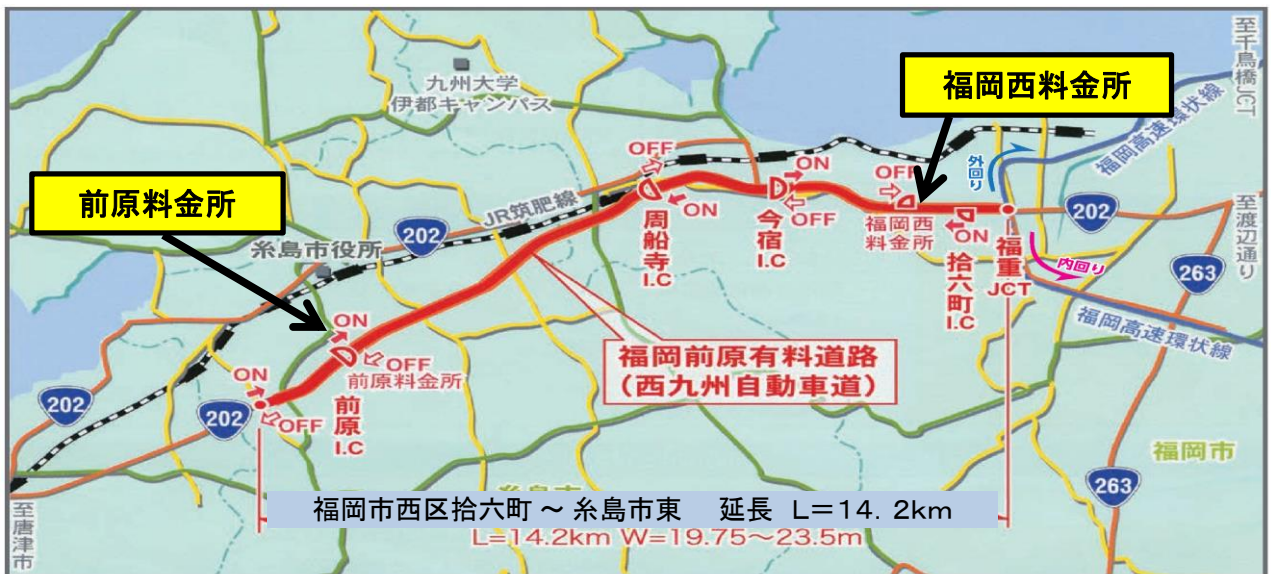 至千鳥橋JCT
九州大学
伊都キャンパス
福岡西料金所
福岡高速環状線
外回り
OFF
ON
OFF
前原料金所
JR筑肥線
ON
OFF
福岡西
料金所
ON
202
至渡辺通り
202
糸島市役所
周船寺I.C
今宿I.C
拾六町I.C
福重JCT
内回り
263
福岡高速環状線
ON
OFF
前原料金所
福岡前原有料道路
(西九州自動車道)
ON
202
202
OFF
前原I.C
福岡市
263
至唐津市
福岡市西区拾六町 ~ 糸島市東 延長 L=14. 2km
L=14.2km W=19.75~23.5m